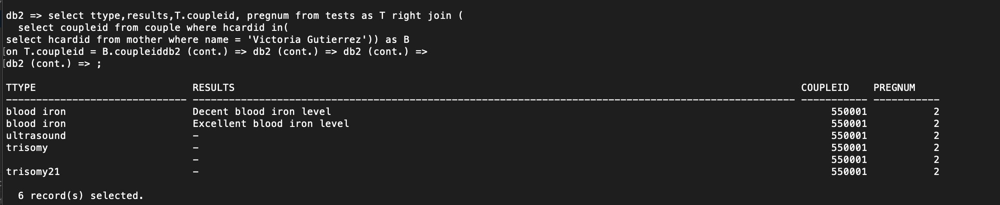 db2 => select ttype,results,T.coupleid, pregnum from tests as T right join (
  select coupleid from couple where hcardid in(
select hcardid from mother where name = 'Victoria Gutierrez')) as B
[on T.coupleid = B.coupleiddb2 (cont.) => db2 (cont.) => db2 (cont.) =>
[db2 (cont.) => ;
TTYPE RESULTS COUPLEID PREGNUM
------------------------------ ---------------------------------------------------------------------------------------------------- ----------- -----------
blood iron Decent blood iron level 550001 2
blood iron Excellent blood iron level 550001 2
ultrasound - 550001 2
trisomy - 550001 2
- 550001 2
trisomy21 - 550001 2
  6 record(s) selected.